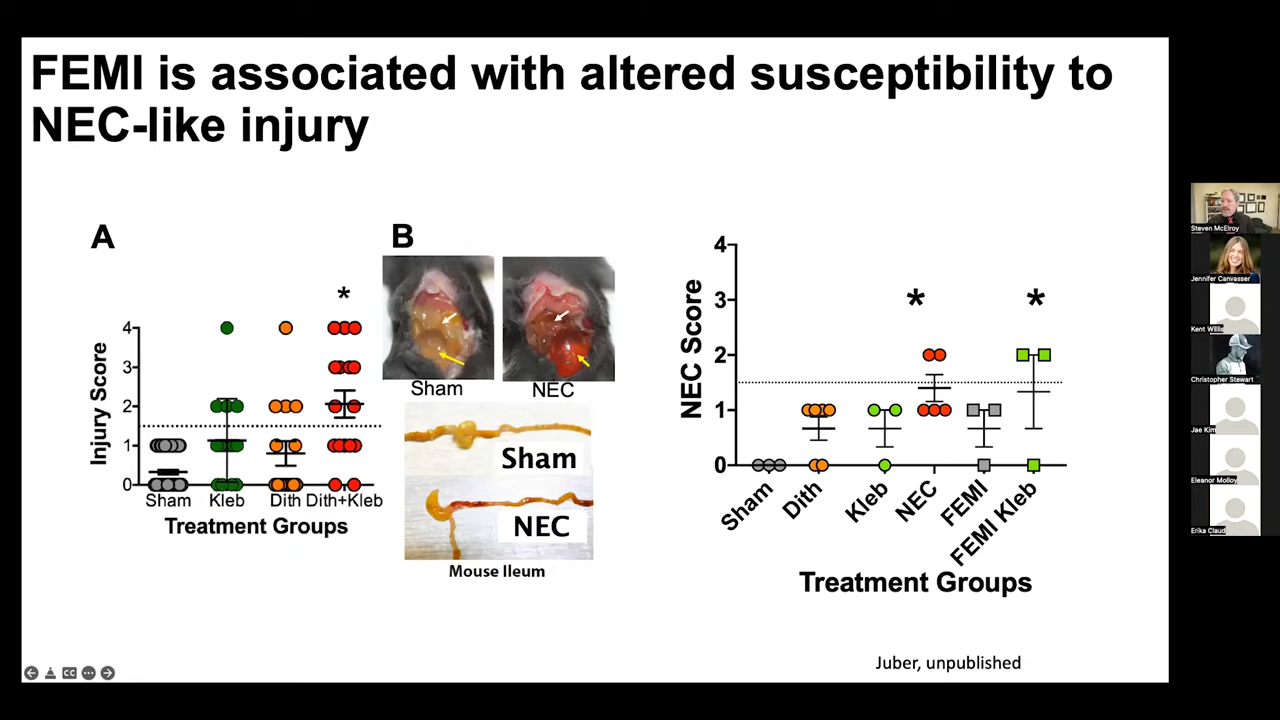 FEMI is associated with altered susceptibility to
NEC-like injury
A
Injury Score
4
3
2
1
0
*
Sham
Kleb
Dith
Dith+Kleb
Treatment Groups
B
Sham
NEC
Sham
NEC
Mouse Ileum
NEC Score
4
3
2
1
0
*
*
Sham
Dith
Kleb
NEC
FEMI
FEMI Kleb
Treatment Groups
Juber, unpublished
CC
Steven McElroy
Jennifer Canvasser
Kent Willis
Christopher Stewart
Jae Kim
Eleanor Molloy
Erika Claud